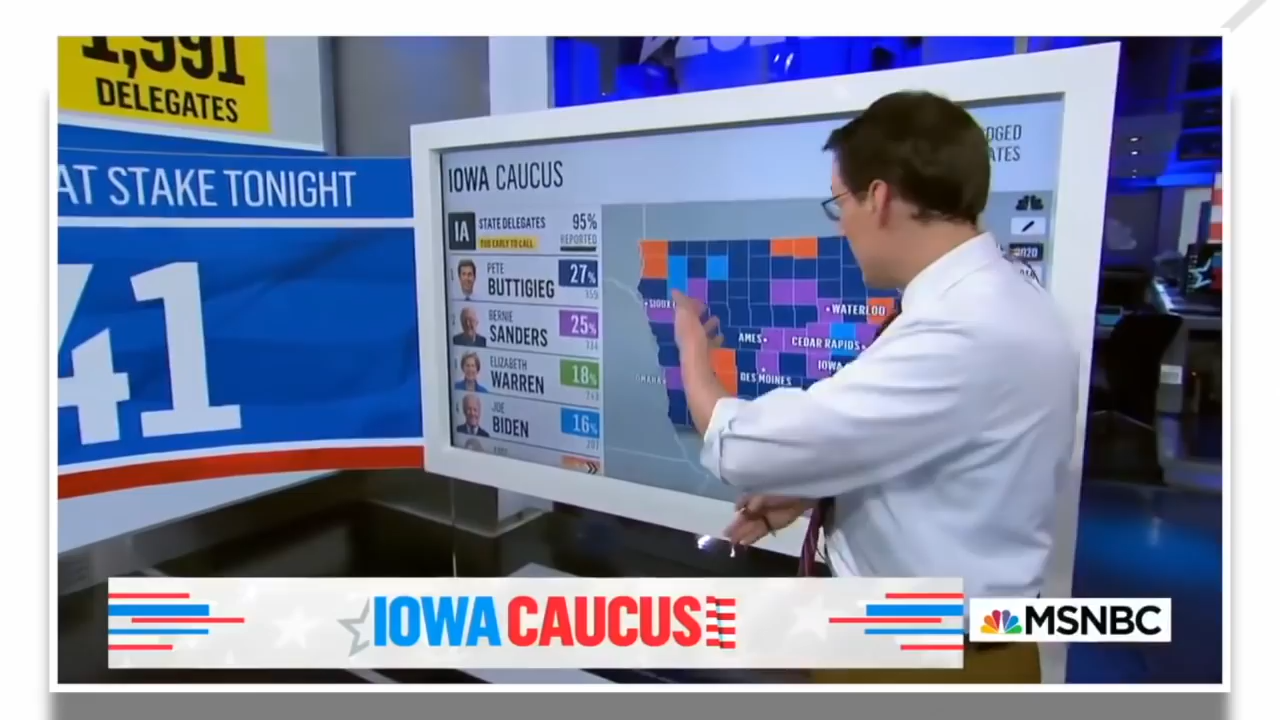 1,991
DELEGATES
AT STAKE TONIGHT
41
IOWA CAUCUS
IA
STATE DELEGATES
95%
TOO EARLY TO CALL
REPORTED
PETE
BUTTIGIEG
27%
BERNIE
SANDERS
25%
ELIZABETH
WARREN
18%
JOE
BIDEN
16%
SIOUX
WATERLOO
AMES
CEDAR RAPIDS
IOWA
OMAHA
DES MOINES
2020
IOWA CAUCUS
MSNBC